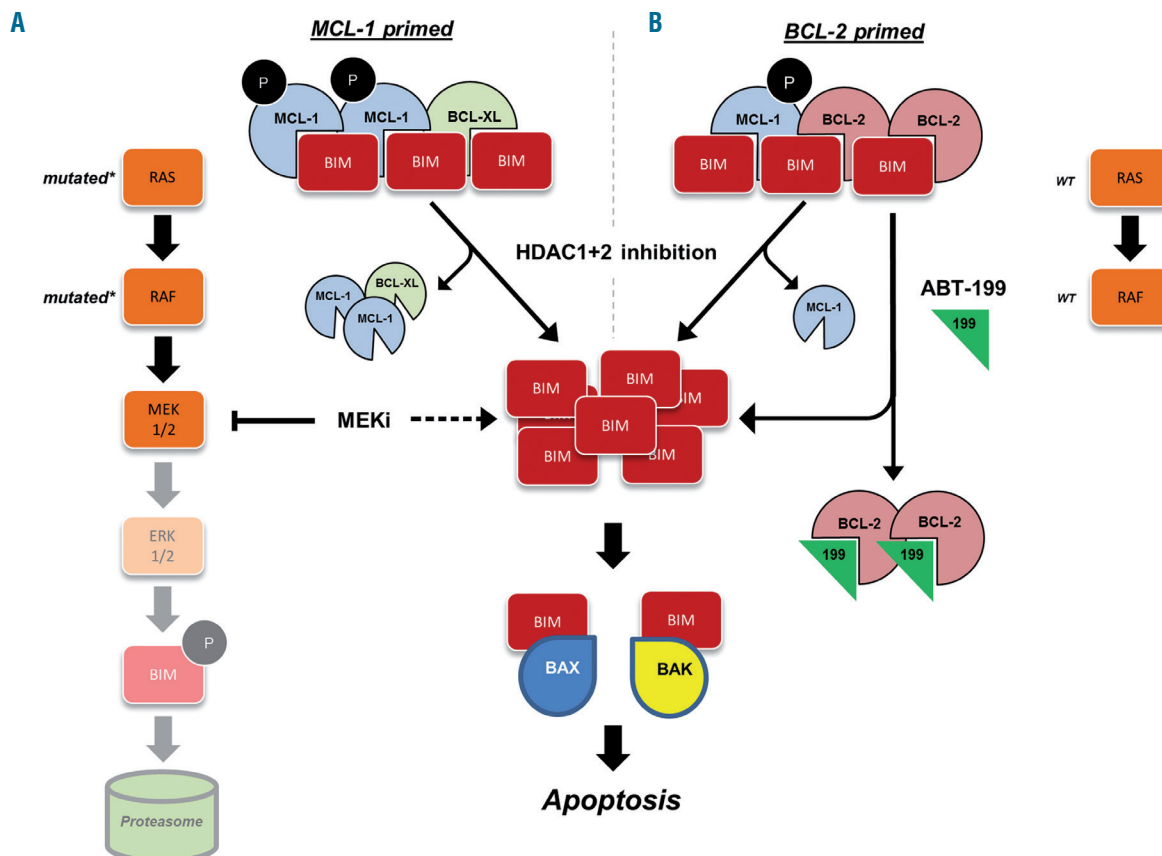 A
MCL-1 primed
B
BCL-2 primed
P
P
MCL-1
MCL-1
BCL-XL
BIM
BIM
BIM
P
MCL-1
BCL-2
BCL-2
BIM
BIM
BIM
mutated*
RAS
WT
RAS
HDAC1+2 inhibition
mutated*
RAF
MCL-1
BCL-XL
MCL-1
MCL-1
ABT-199
199
WT
RAF
MEK
1/2
MEKi
BIM
BIM
BIM
BIM
BIM
ERK
1/2
BCL-2
BCL-2
199
199
BIM
P
BIM
BIM
BAX
BAK
Proteasome
Apoptosis